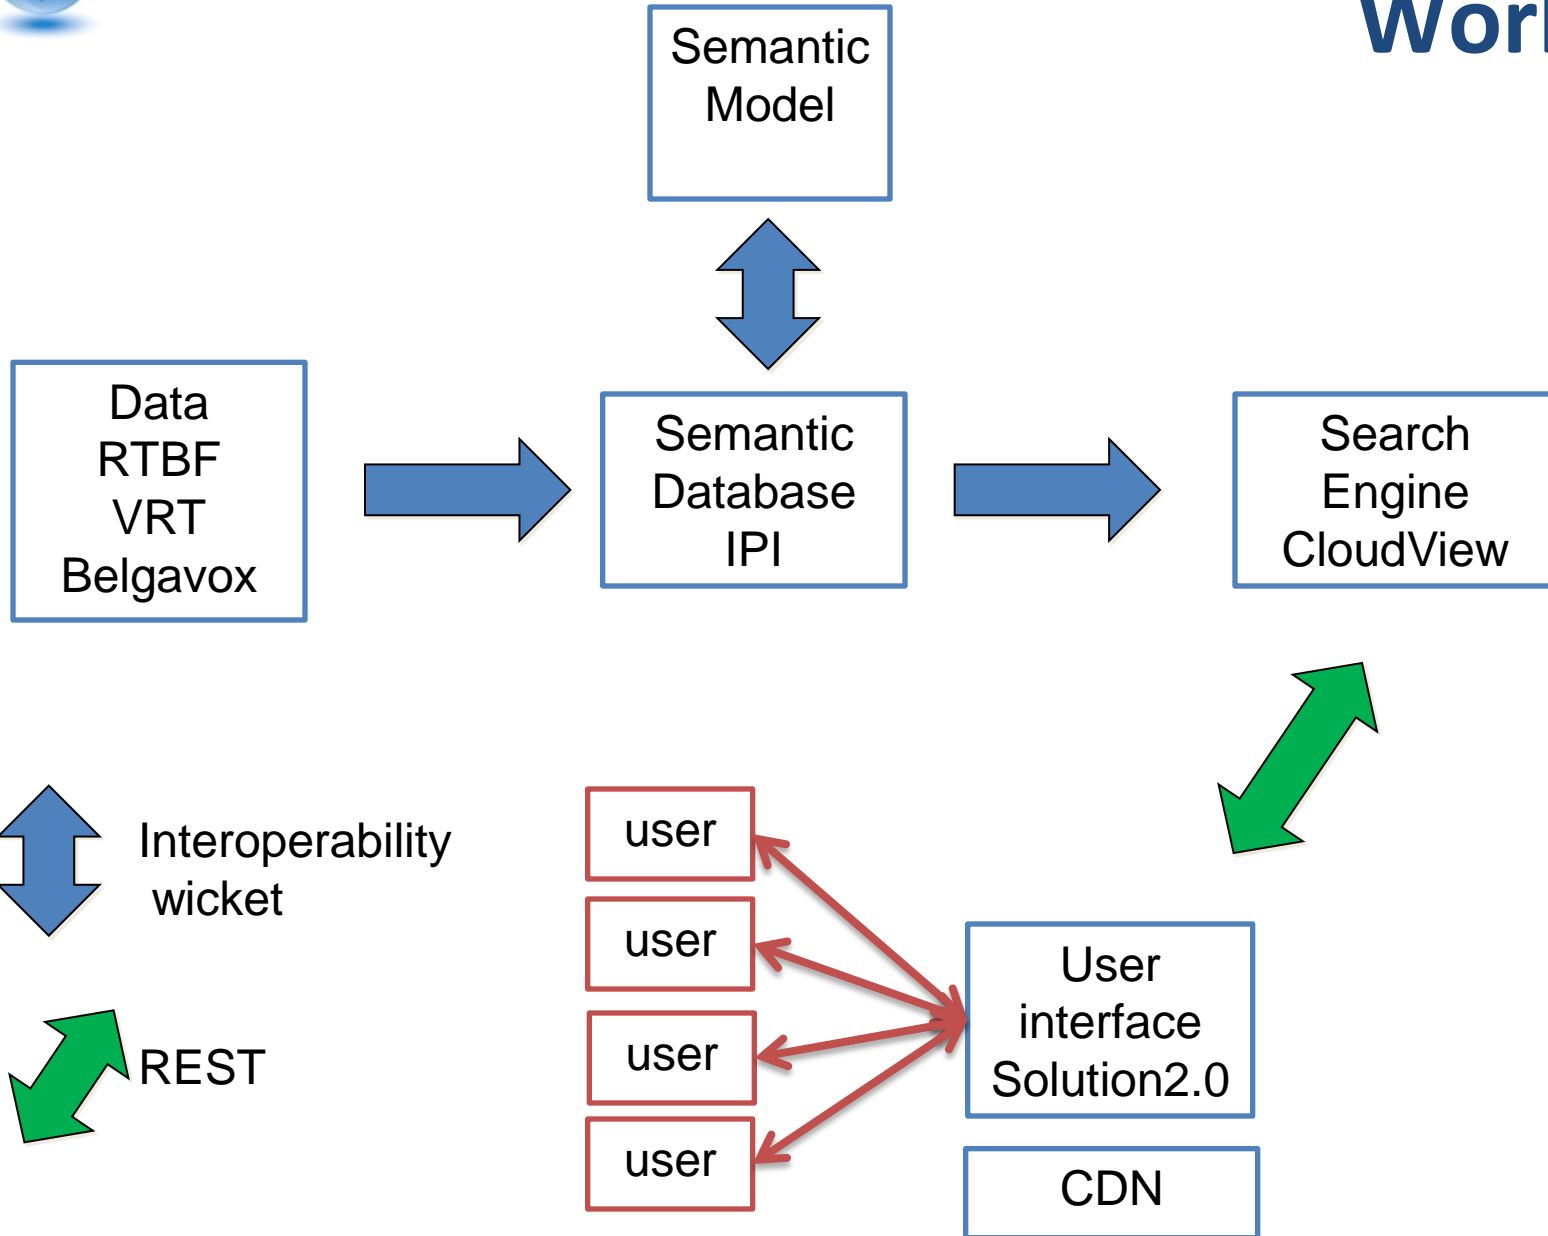 Semantic
Model
Data
RTBF
VRT
Belgavox
Semantic
Database
IPI
Search
Engine
CloudView
Interoperability
wicket
REST
user
user
user
user
User
interface
Solution2.0
CDN